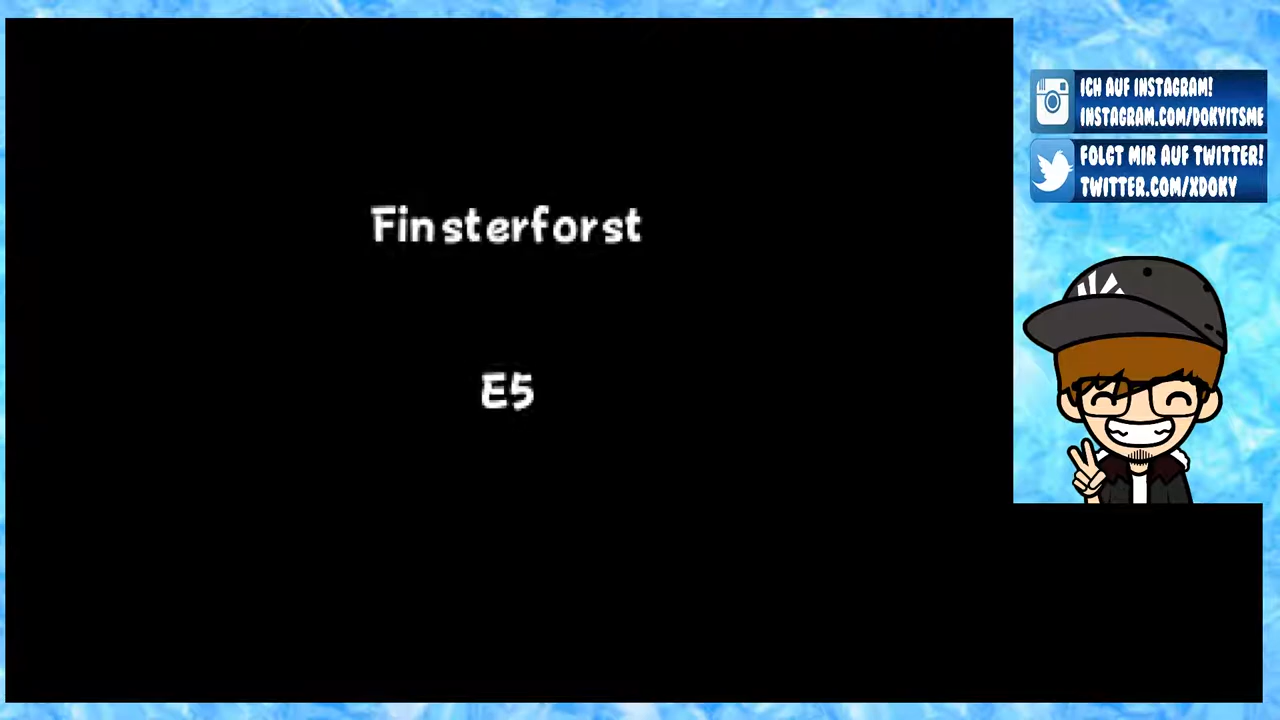 Finsterforst
E5
ICH AUF INSTAGRAM!
INSTAGRAM.COM/DOKYITSME
FOLGT MIR AUF TWITTER!
TWITTER.COM/XDOKY